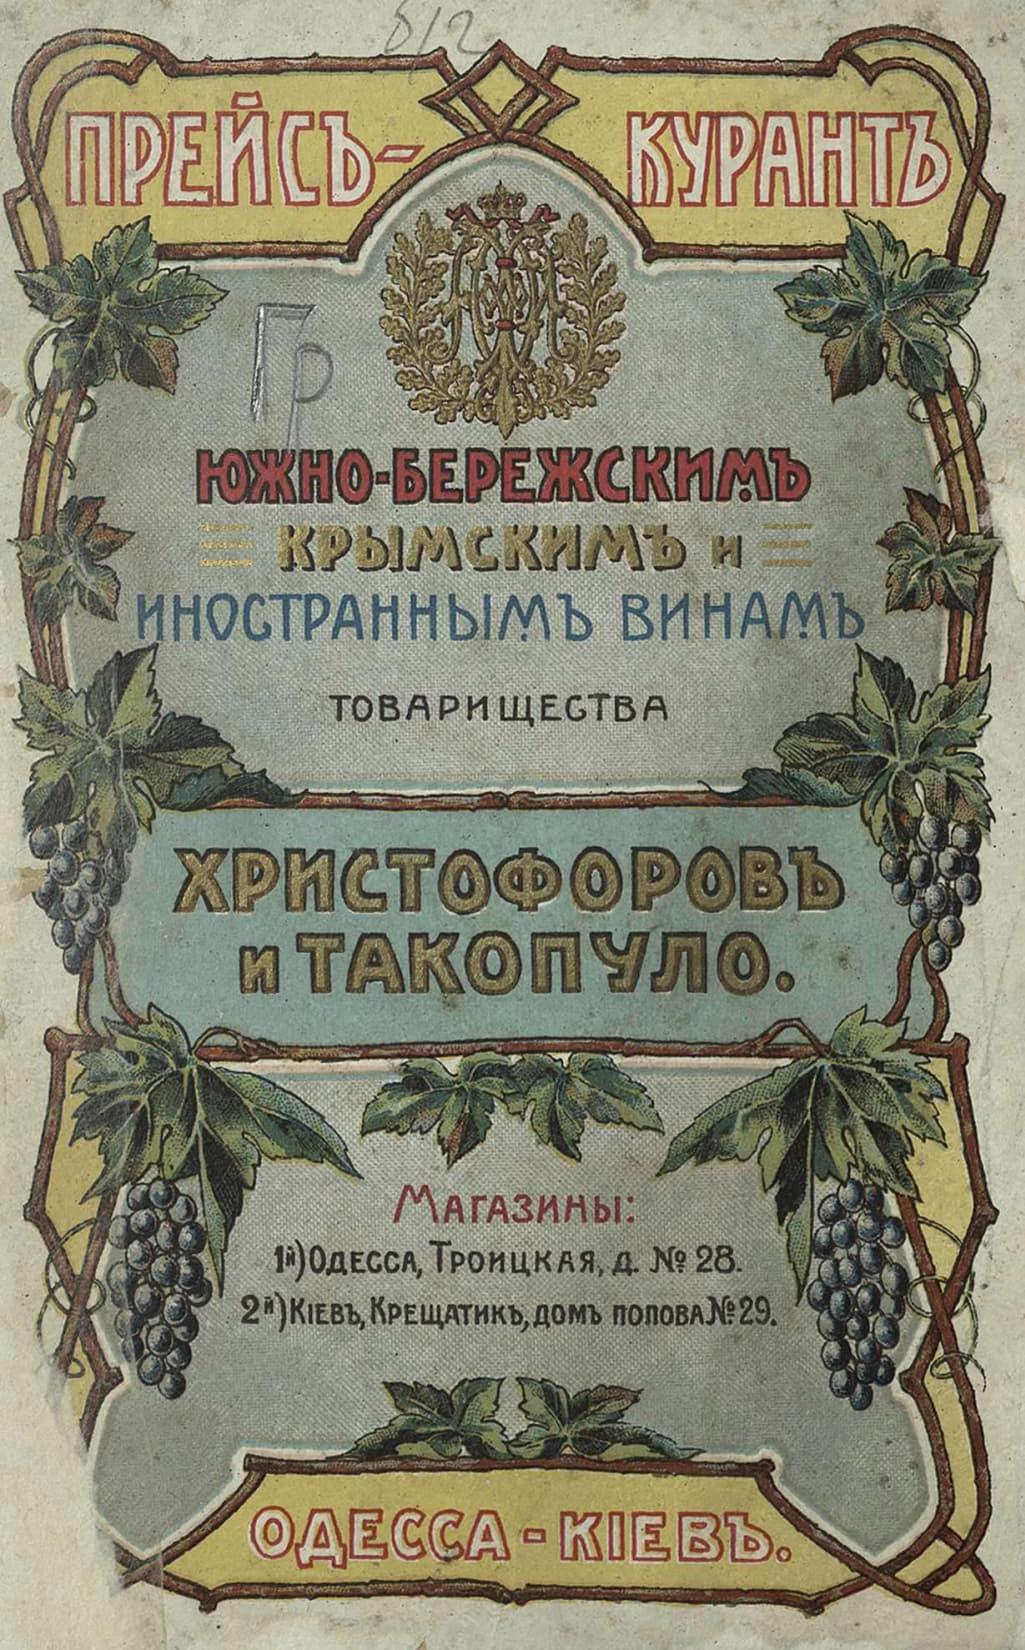 б/2
ПРЕЙСЪ-КУРАНТЪ
Гр
ЮЖНО-БЕРЕЖСКИМЪ
КРЫМСКИМЪ и
ИНОСТРАННЫМЪ ВИНАМЪ
ТОВАРИЩЕСТВА
ХРИСТОФОРОВЪ
и ТАКОПУЛО.
МАГАЗИНЫ:
1й) ОДЕССА, ТРОИЦКАЯ, Д. № 28.
2й) КІЕВЪ, КРЕЩАТИКЪ, ДОМЪ ПОПОВА № 29.
ОДЕССА - КІЕВЪ.